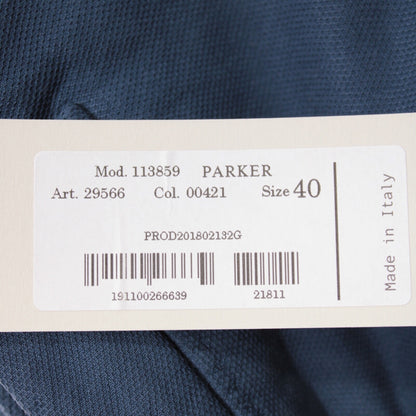 Mod. 113859 PARKER
Art. 29566 Col. 00421 Size 40
PROD201802132G
191100266639 21811
Made in Italy